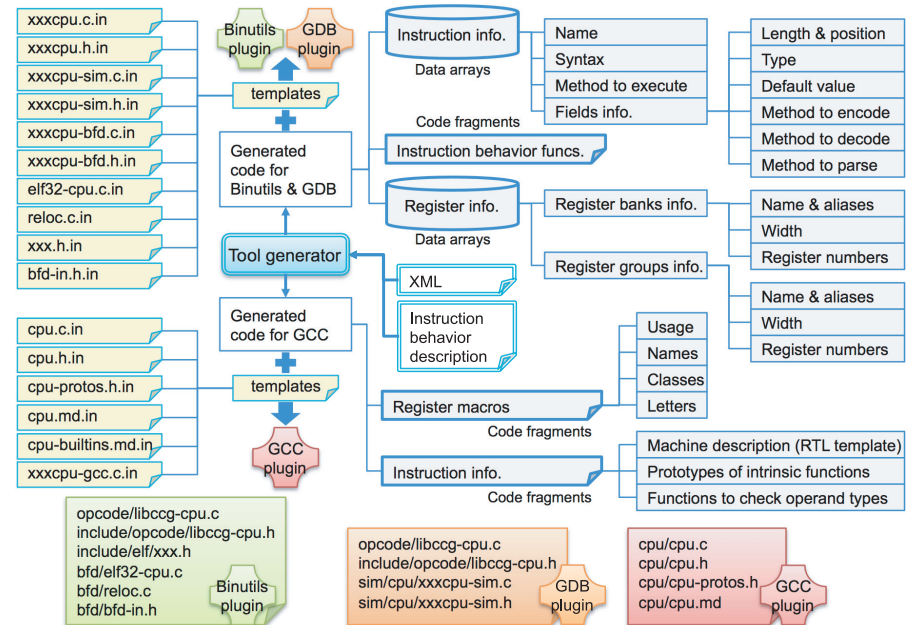 xxxcpu.c.in
xxxcpu.h.in
xxxcpu-sim.c.in
xxxcpu-sim.h.in
xxxcpu-bfd.c.in
xxxcpu-bfd.h.in
elf32-cpu.c.in
reloc.c.in
xxx.h.in
bfd-in.h.in
Binutils
plugin
GDB
plugin
templates
Generated
code for
Binutils & GDB
Tool generator
Generated
code for GCC
templates
GCC
plugin
cpu.c.in
cpu.h.in
cpu-protos.h.in
cpu.md.in
cpu-builtins.md.in
xxxcpu-gcc.c.in
Instruction info.
Data arrays
Name
Syntax
Method to execute
Fields info.
Length & position
Type
Default value
Method to encode
Method to decode
Method to parse
Code fragments
Instruction behavior funcs.
Register info.
Data arrays
Register banks info.
Register groups info.
Name & aliases
Width
Register numbers
Name & aliases
Width
Register numbers
XML
Instruction
behavior
description
Register macros
Code fragments
Usage
Names
Classes
Letters
Instruction info.
Code fragments
Machine description (RTL template)
Prototypes of intrinsic functions
Functions to check operand types
opcode/libccg-cpu.c
include/opcode/libccg-cpu.h
include/elf/xxx.h
bfd/elf32-cpu.c
bfd/reloc.c
bfd/bfd-in.h
Binutils
plugin
opcode/libccg-cpu.c
include/opcode/libccg-cpu.h
sim/cpu/xxxcpu-sim.c
sim/cpu/xxxcpu-sim.h
GDB
plugin
cpu/cpu.c
cpu/cpu.h
cpu/cpu-protos.h
cpu/cpu.md
GCC
plugin